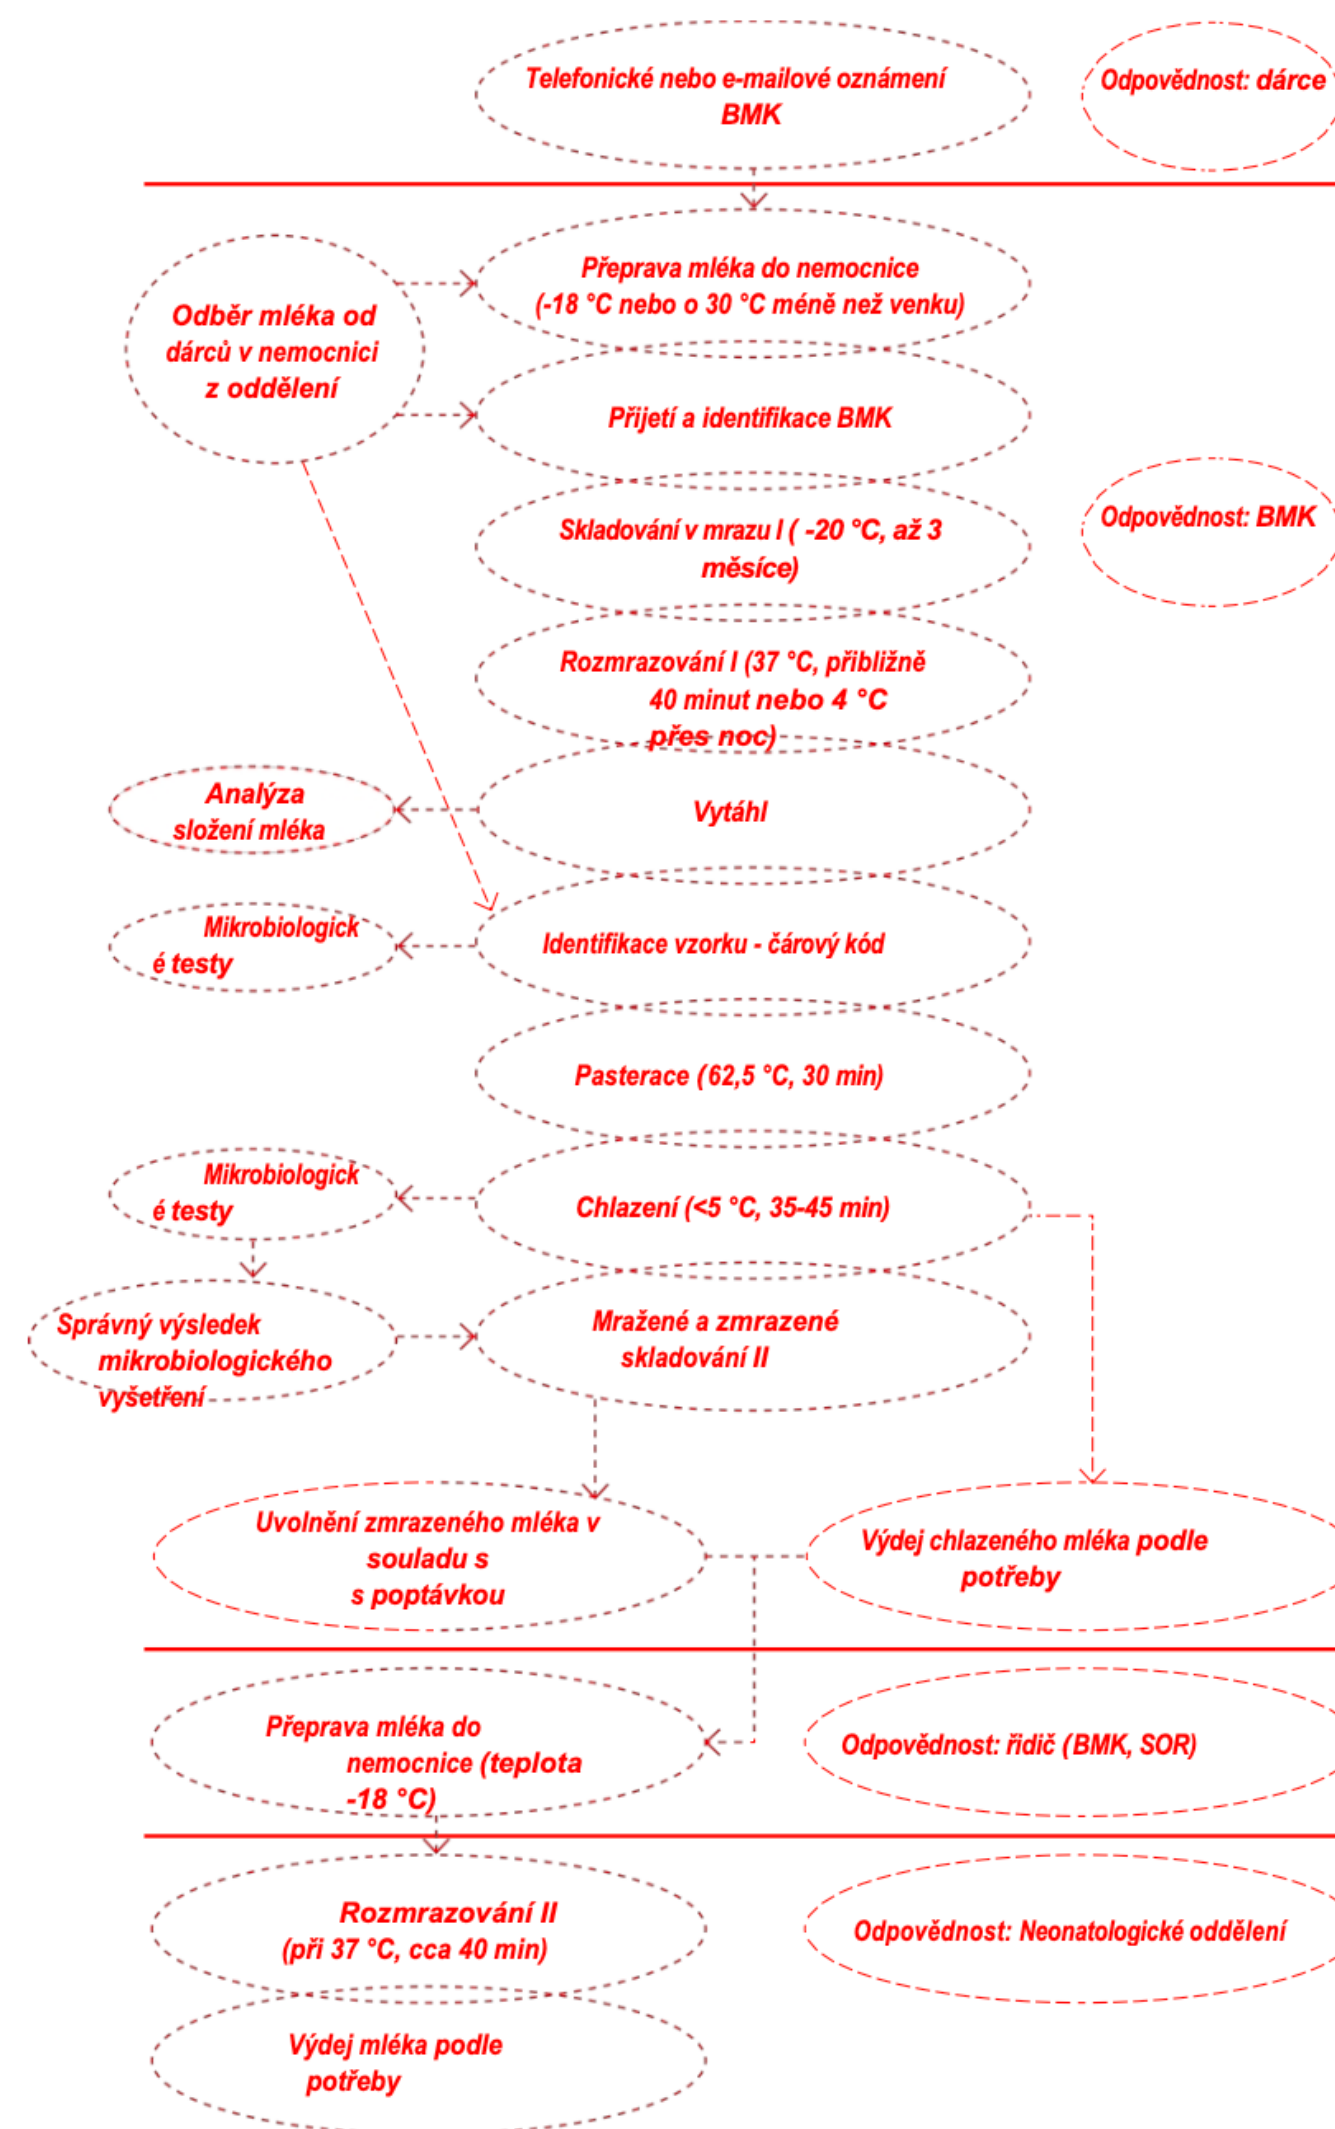 Telefonické nebo e-mailové oznámení
BMK
Odpovědnost: dárce
Přeprava mléka do nemocnice
(-18 °C nebo o 30 °C méně než venku)
Odběr mléka od
dárců v nemocnici
z oddělení
Přijetí a identifikace BMK
Skladování v mrazu I ( -20 °C, až 3
měsíce)
Odpovědnost: BMK
Rozmrazování I (37 °C, přibližně
40 minut nebo 4 °C
přes noc)
Analýza
složení mléka
Vytáhl
Mikrobiologick
é testy
Identifikace vzorku - čárový kód
Pasterace (62,5 °C, 30 min)
Mikrobiologick
é testy
Chlazení (<5 °C, 35-45 min)
Správný výsledek
mikrobiologického
vyšetření
Mražené a zmrazené
skladování II
Uvolnění zmrazeného mléka v
souladu s
s poptávkou
Výdej chlazeného mléka podle
potřeby
Přeprava mléka do
nemocnice (teplota
-18 °C)
Odpovědnost: řidič (BMK, SOR)
Rozmrazování II
(při 37 °C, cca 40 min)
Odpovědnost: Neonatologické oddělení
Výdej mléka podle
potřeby